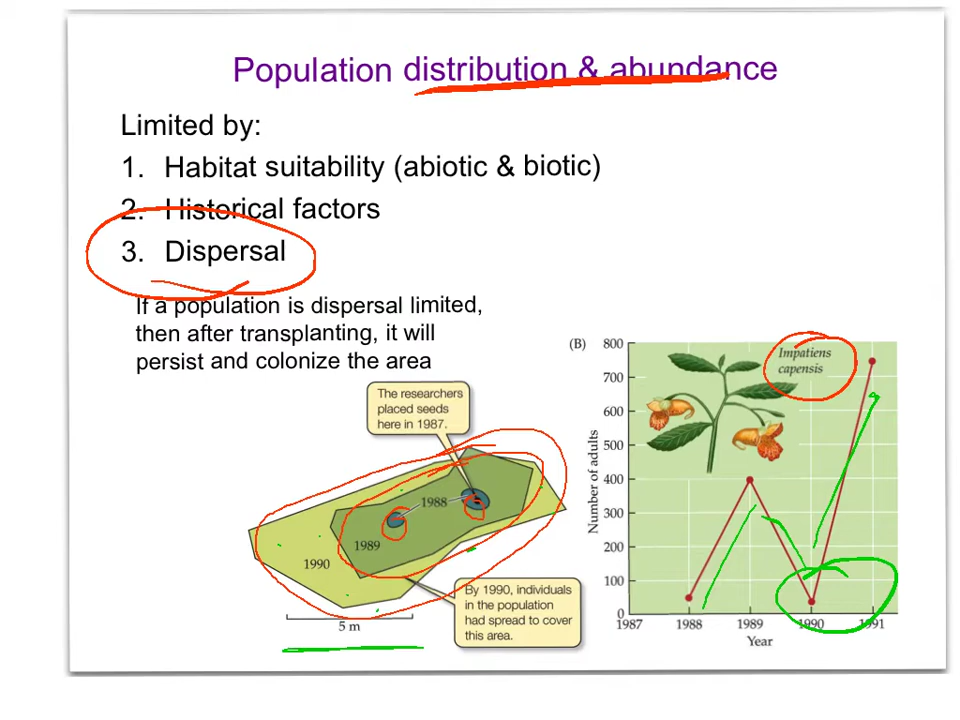 Population distribution & abundance
Limited by:
1. Habitat suitability (abiotic & biotic)
2. Historical factors
3. Dispersal
If a population is dispersal limited,
then after transplanting, it will
persist and colonize the area
The researchers
placed seeds
here in 1987.
1988
1989
1990
By 1990, individuals
in the population
had spread to cover
this area.
5 m
(B)
Impatiens
capensis
Number of adults
800
700
600
500
400
300
200
100
0
1987 1988 1989 1990 1991
Year